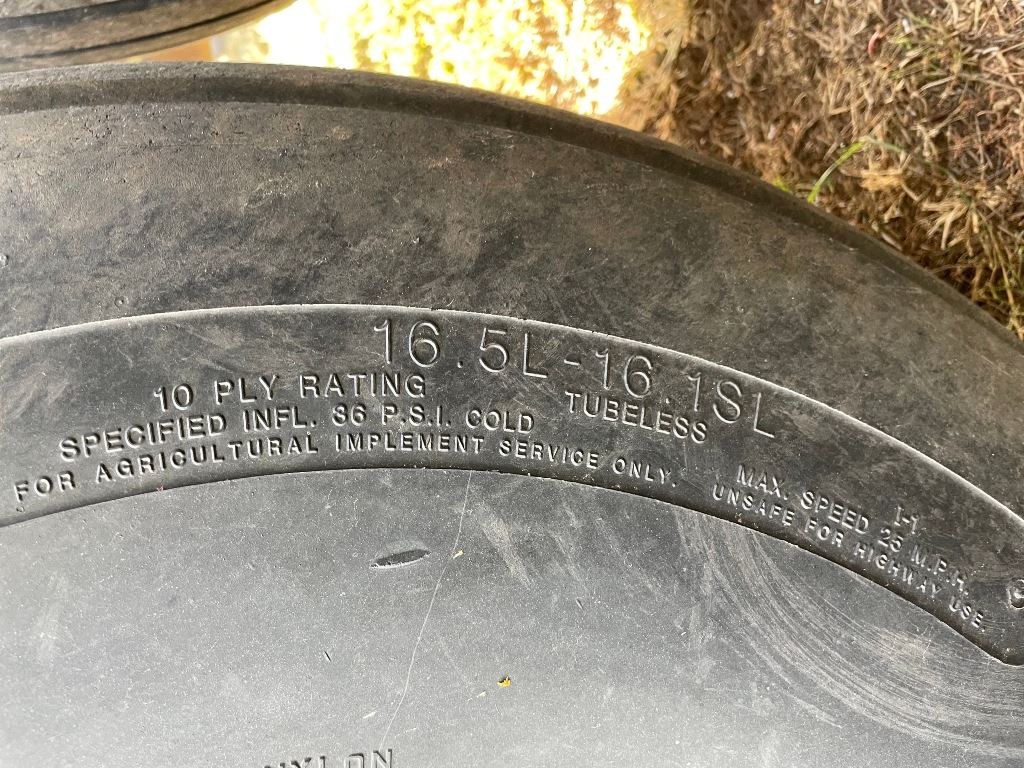 16.5L-16.1SL
10 PLY RATING TUBELESS
SPECIFIED INFL. 36 P.S.I. COLD
FOR AGRICULTURAL IMPLEMENT SERVICE ONLY.
I-1
MAX. SPEED 25 M.P.H.
UNSAFE FOR HIGHWAY USE.
NYLON